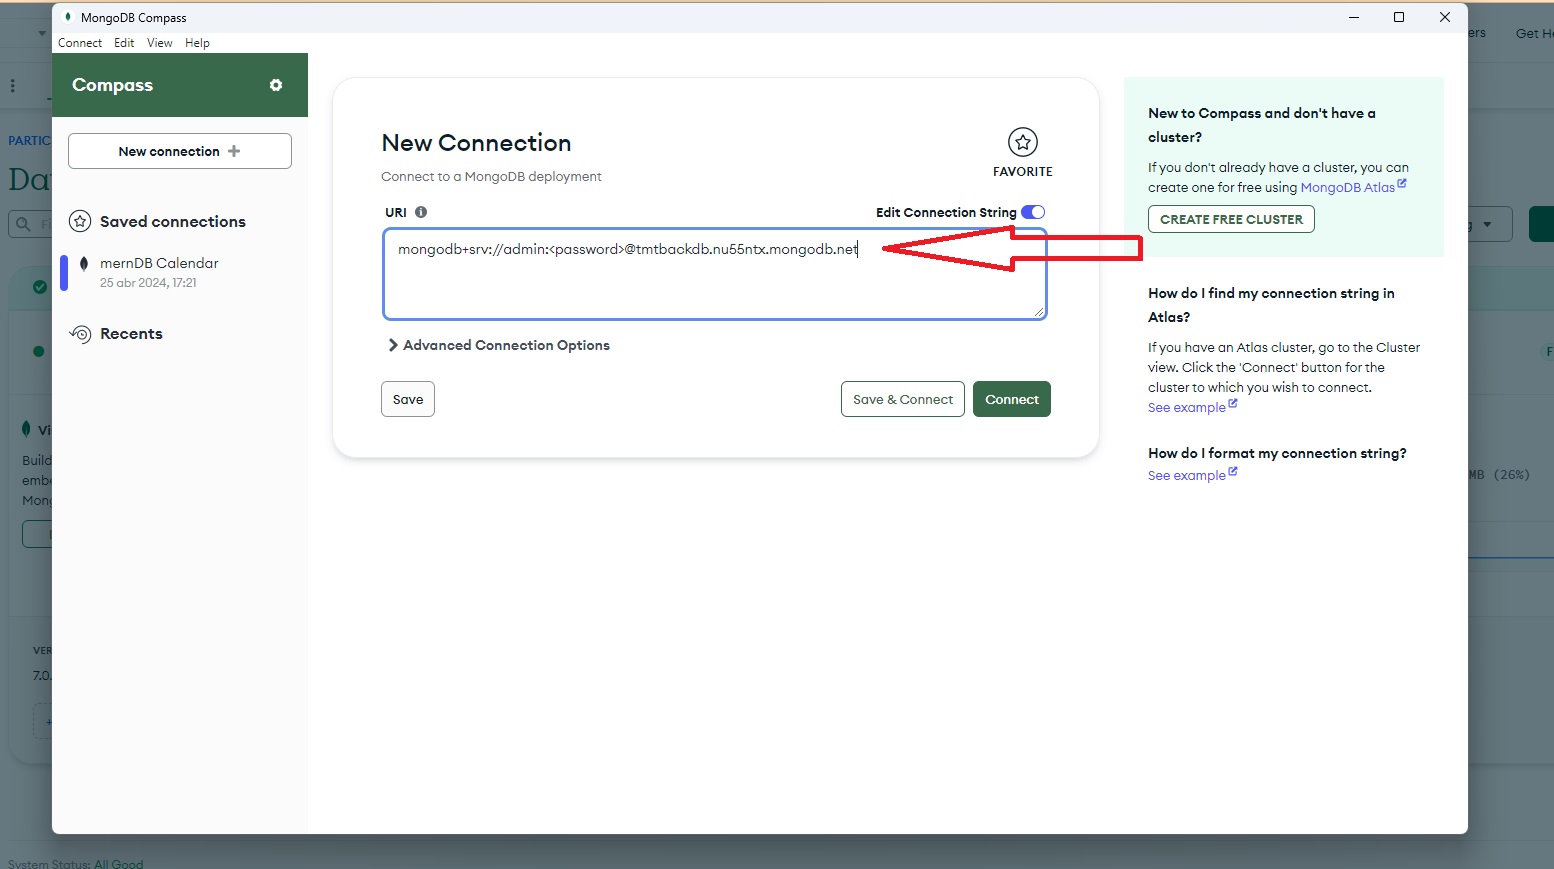 MongoDB Compass
Connect Edit View Help
ers
Get He
Compass
New connection
PARTIC
Dat
Saved connections
mernDB Calendar
25 abr 2024, 17:21
Recents
New Connection
Connect to a MongoDB deployment
FAVORITE
URI
Edit Connection String
mongodb+srv://admin:<password>@tmtbackdb.nu55ntx.mongodb.net
Advanced Connection Options
Save
Save & Connect
Connect
New to Compass and don't have a
cluster?
If you don't already have a cluster, you can
create one for free using MongoDB Atlas
CREATE FREE CLUSTER
How do I find my connection string in
Atlas?
If you have an Atlas cluster, go to the Cluster
view. Click the 'Connect' button for the
cluster to which you wish to connect.
See example
How do I format my connection string?
See example
Fi
g
F
Vi
Build
embe
Mong
MB (26%)
VER
7.0.
+
System Status: All Good